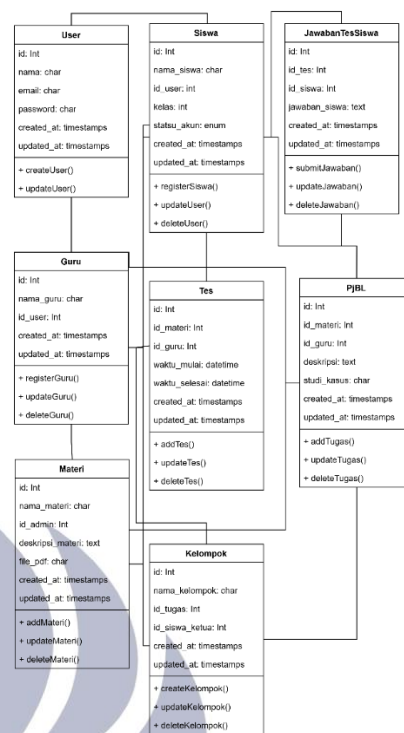 User
id: Int
nama: char
email: char
password: char
created_at: timestamps
updated_at: timestamps
+ createUser()
+ updateUser()
Siswa
id: Int
nama_siswa: char
id_user: int
kelas: int
statsu_akun: enum
created_at: timestamps
updated_at: timestamps
+ registerSiswa()
+ updateUser()
+ deleteUser()
JawabanTesSiswa
id: Int
id_tes: Int
id_siswa: Int
jawaban_siswa: text
created_at: timestamps
updated_at: timestamps
+ submitJawaban()
+ updateJawaban()
+ deleteJawaban()
Guru
id: Int
nama_guru: char
id_user: Int
created_at: timestamps
updated_at: timestamps
+ registerGuru()
+ updateGuru()
+ deleteGuru()
Tes
id: Int
id_materi: Int
id_guru: Int
waktu_mulai: datetime
waktu_selesai: datetime
created_at: timestamps
updated_at: timestamps
+ addTes()
+ updateTes()
+ deleteTes()
PjBL
id: Int
id_materi: Int
id_guru: Int
deskripsi: text
studi_kasus: char
created_at: timestamps
updated_at: timestamps
+ addTugas()
+ updateTugas()
+ deleteTugas()
Materi
id: Int
nama_materi: char
id_admin: Int
deskripsi_materi: text
file_pdf: char
created_at: timestamps
updated_at: timestamps
+ addMateri()
+ updateMateri()
+ deleteMateri()
Kelompok
id: Int
nama_kelompok: char
id_tugas: Int
id_siswa_ketua: Int
created_at: timestamps
updated_at: timestamps
+ createKelompok()
+ updateKelompok()
+ deleteKelompok()